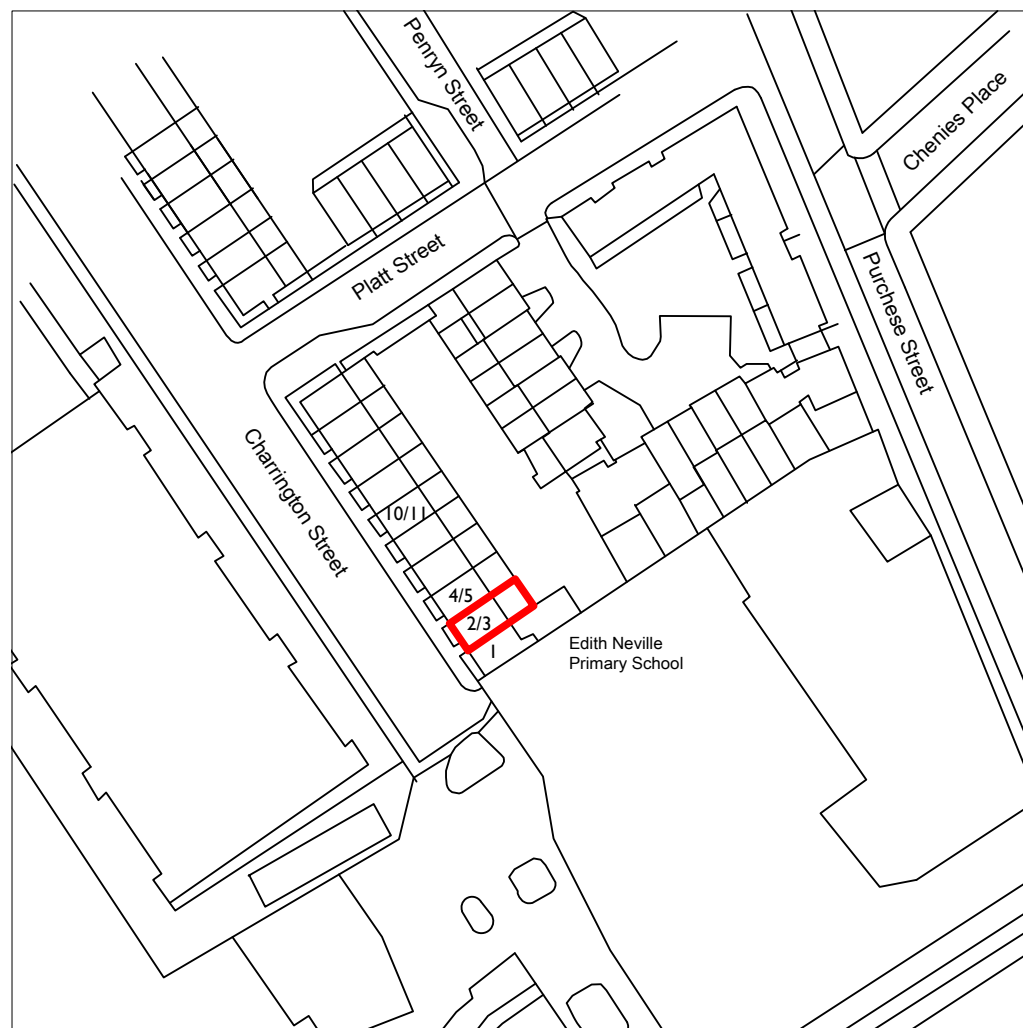 Penryn Street
Chenies Place
Platt Street
Purchese Street
Charrington Street
10/11
4/5
2/3
1
Edith Neville
Primary School